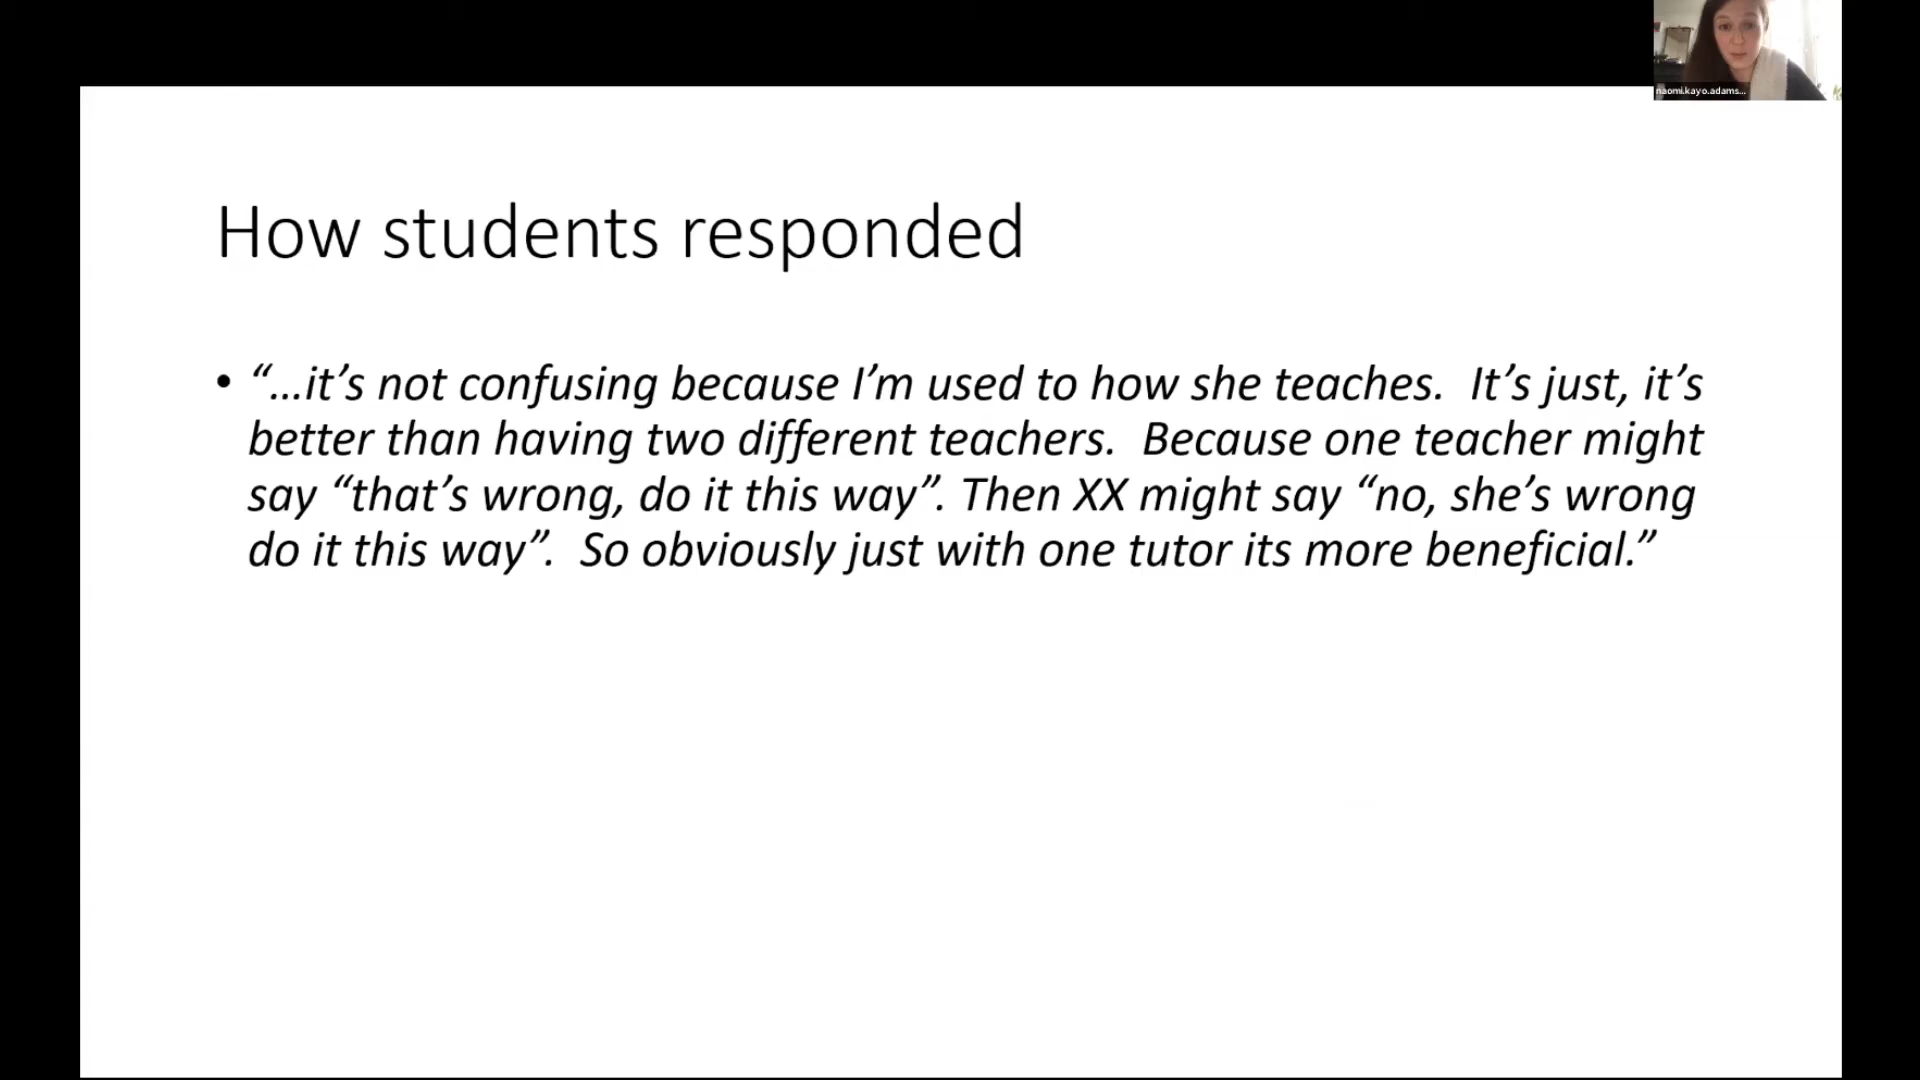 naomi.kayo.adams...
How students responded
• “...it’s not confusing because I’m used to how she teaches.  It’s just, it’s
better than having two different teachers.  Because one teacher might
say “that’s wrong, do it this way”. Then XX might say “no, she’s wrong
do it this way”.  So obviously just with one tutor its more beneficial.”